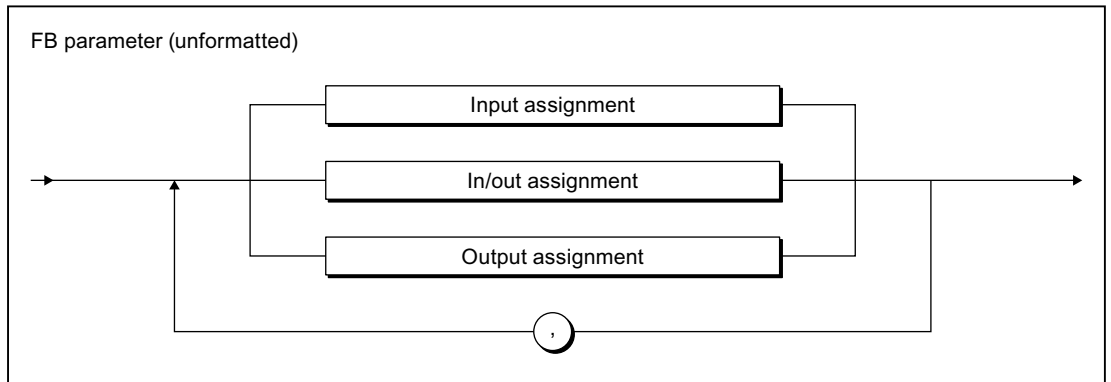 FB parameter (unformatted)
Input assignment
In/out assignment
Output assignment
,